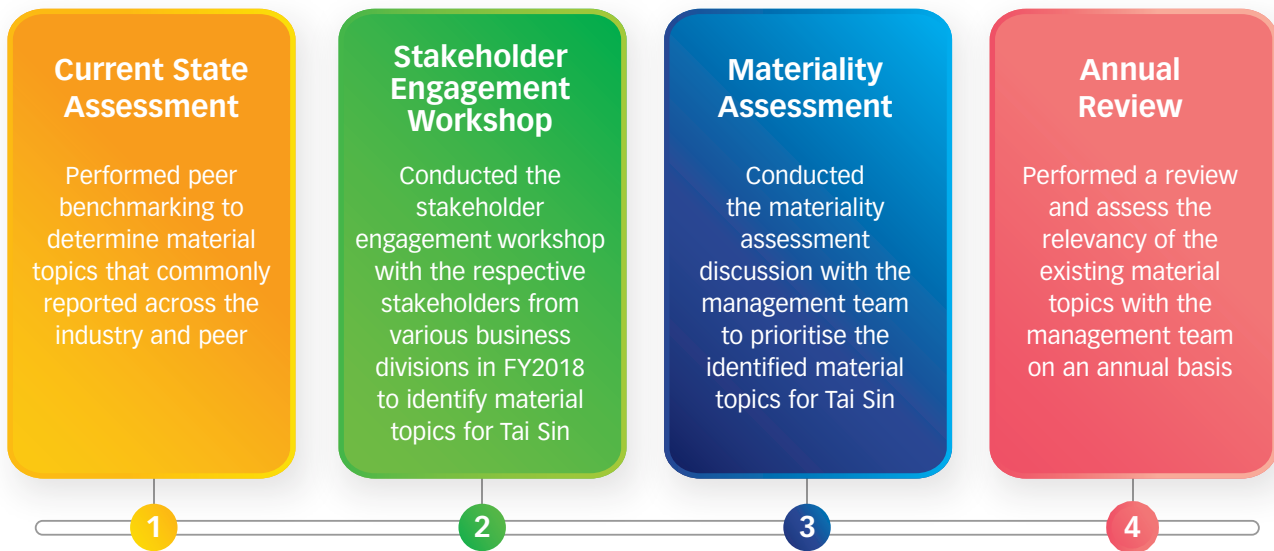 Current State
Assessment
Performed peer
benchmarking to
determine material
topics that commonly
reported across the
industry and peer
1
Stakeholder
Engagement
Workshop
Conducted the
stakeholder
engagement workshop
with the respective
stakeholders from
various business
divisions in FY2018
to identify material
topics for Tai Sin
2
Materiality
Assessment
Conducted
the materiality
assessment
discussion with the
management team
to prioritise the
identified material
topics for Tai Sin
3
Annual
Review
Performed a review
and assess the
relevancy of the
existing material
topics with the
management team
on an annual basis
4